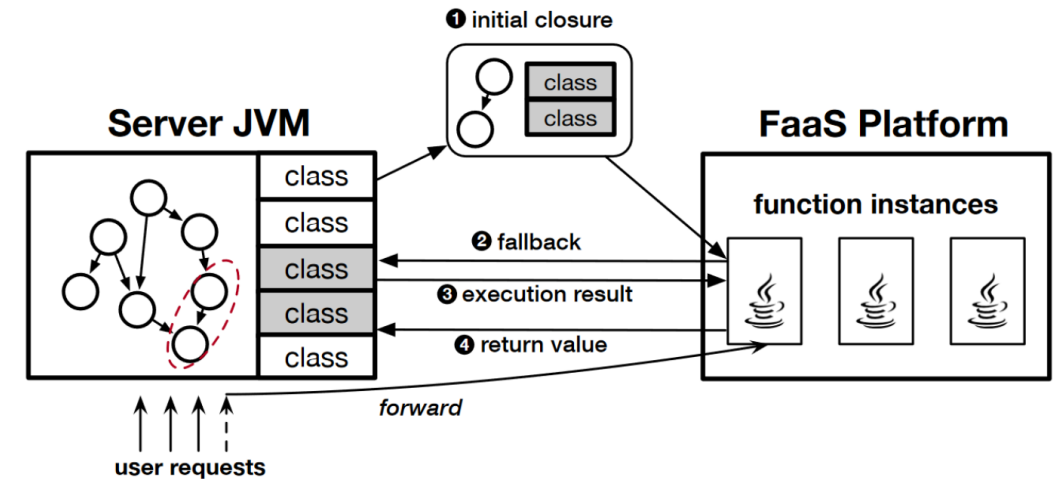 ❶ initial closure
class
class
Server JVM
FaaS Platform
class
class
class
class
class
function instances
❷ fallback
❸ execution result
❹ return value
forward
user requests